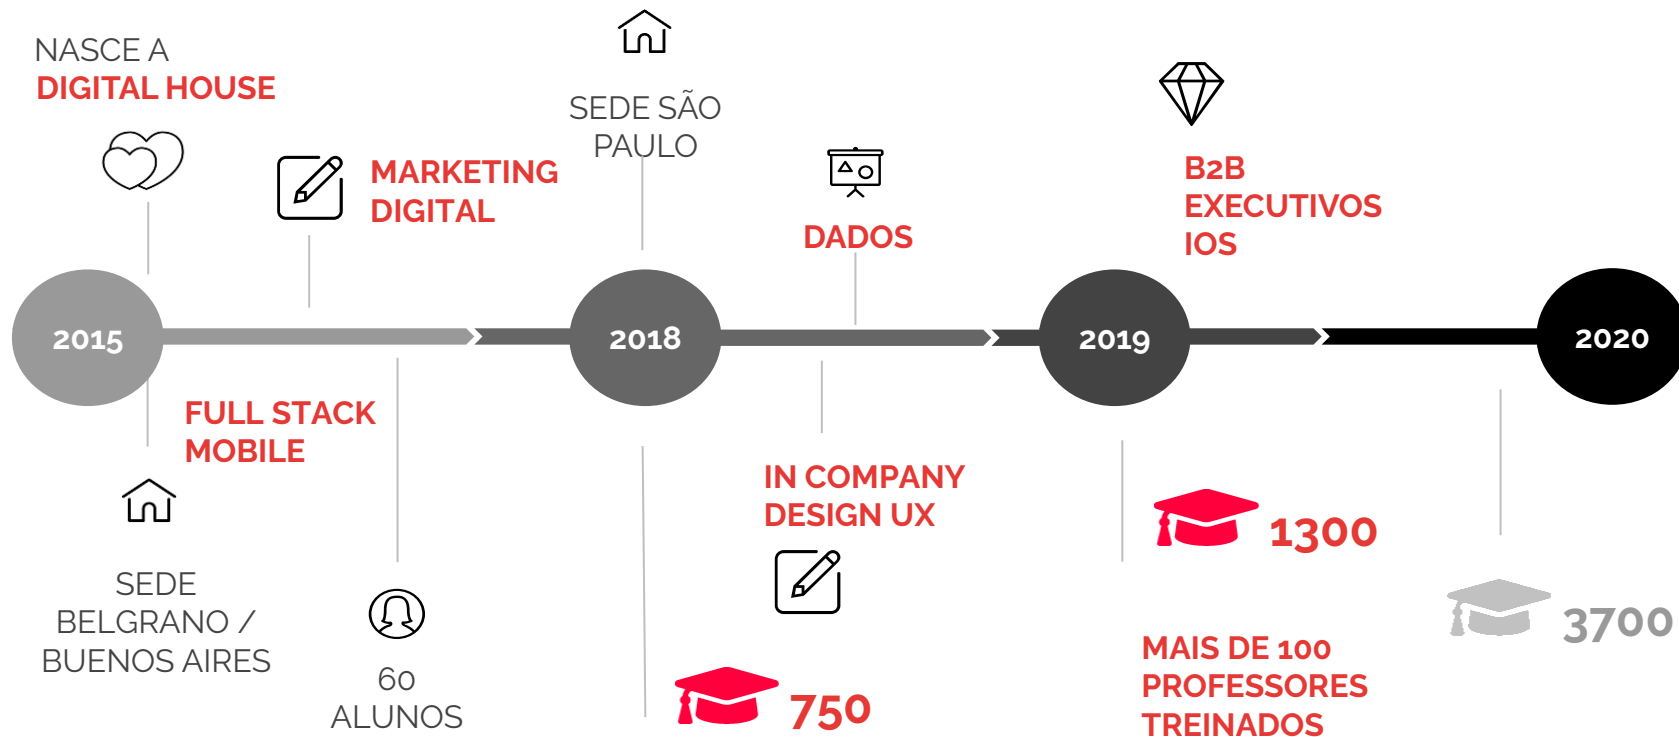 NASCE A
DIGITAL HOUSE
MARKETING
DIGITAL
SEDE SÃO
PAULO
DADOS
B2B
EXECUTIVOS
IOS
2015
2018
2019
2020
FULL STACK
MOBILE
SEDE
BELGRANO /
BUENOS AIRES
60
ALUNOS
IN COMPANY
DESIGN UX
750
1300
MAIS DE 100
PROFESSORES
TREINADOS
3700